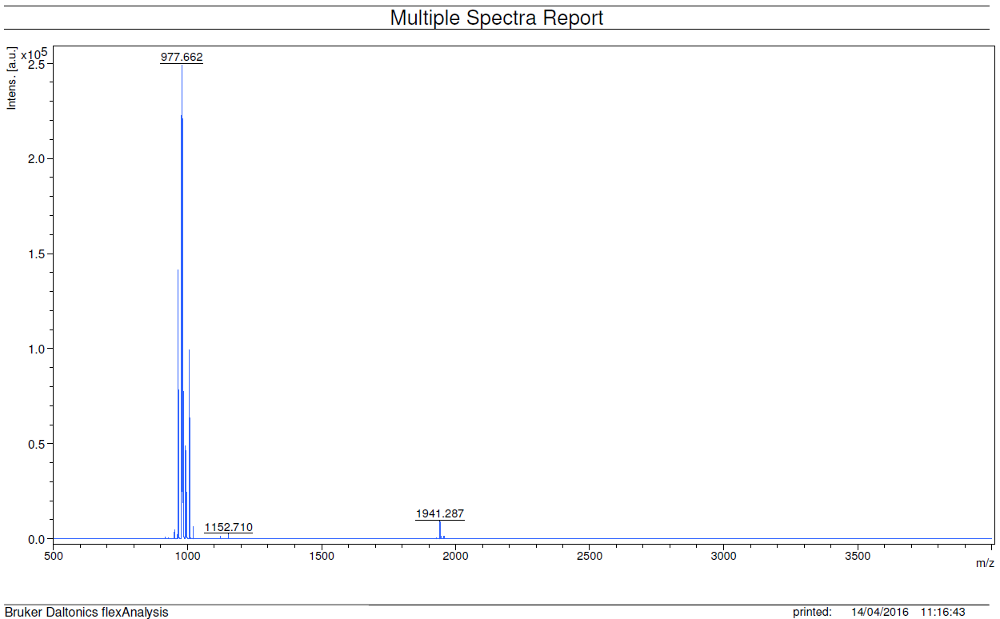 Multiple Spectra Report
Intens. [a.u.]
x10⁵
977.662
2.5
2.0
1.5
1.0
0.5
1941.287
1152.710
0.0
500 1000 1500 2000 2500 3000 3500
m/z
Bruker Daltonics flexAnalysis printed: 14/04/2016 11:16:43